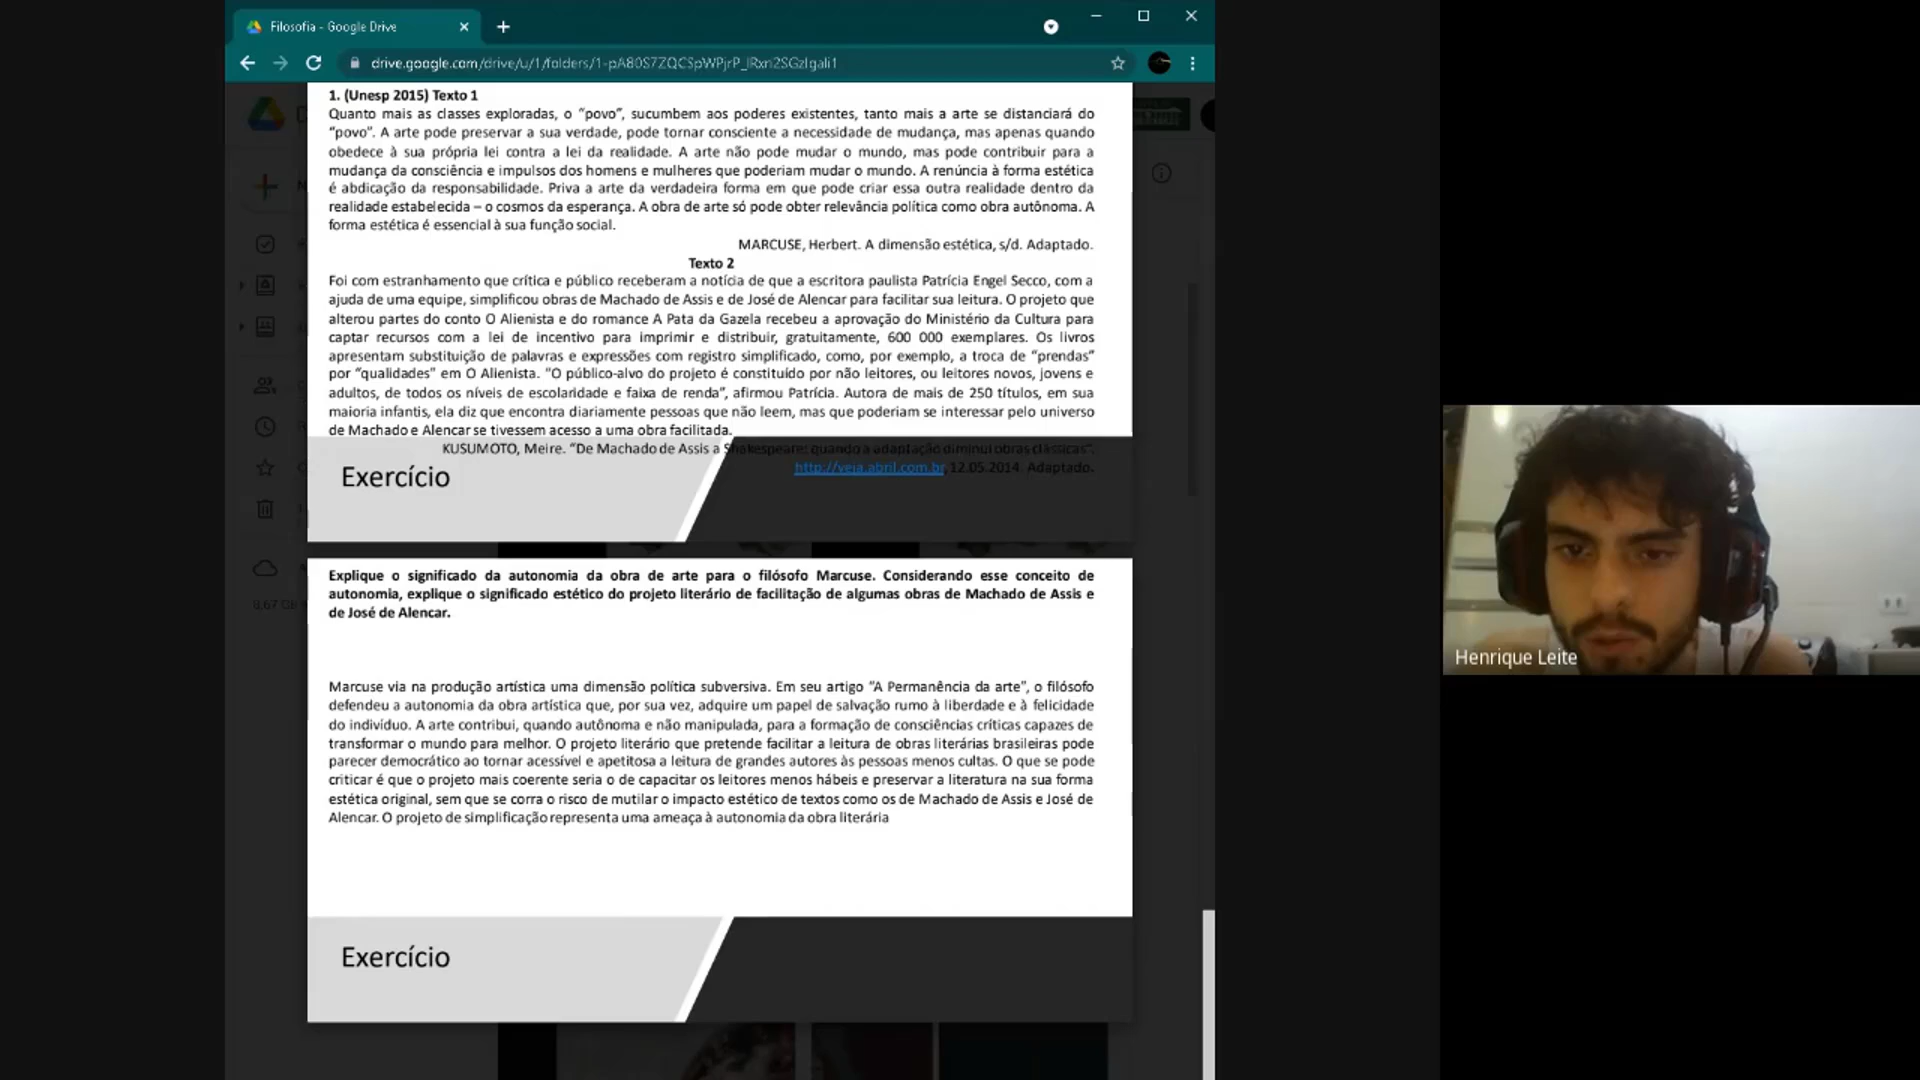 Filosofia - Google Drive
drive.google.com/drive/u/1/folders/1-pA80S7ZQCSpWPjrP_lRxn2SGzlgali1
1. (Unesp 2015) Texto 1
Quanto mais as classes exploradas, o “povo”, sucumbem aos poderes existentes, tanto mais a arte se distanciará do
“povo”. A arte pode preservar a sua verdade, pode tornar consciente a necessidade de mudança, mas apenas quando
obedece à sua própria lei contra a lei da realidade. A arte não pode mudar o mundo, mas pode contribuir para a
mudança da consciência e impulsos dos homens e mulheres que poderiam mudar o mundo. A renúncia à forma estética
é abdicação da responsabilidade. Priva a arte da verdadeira forma em que pode criar essa outra realidade dentro da
realidade estabelecida – o cosmos da esperança. A obra de arte só pode obter relevância política como obra autônoma. A
forma estética é essencial à sua função social.
MARCUSE, Herbert. A dimensão estética, s/d. Adaptado.
Texto 2
Foi com estranhamento que crítica e público receberam a notícia de que a escritora paulista Patrícia Engel Secco, com a
ajuda de uma equipe, simplificou obras de Machado de Assis e de José de Alencar para facilitar sua leitura. O projeto que
alterou partes do conto O Alienista e do romance A Pata da Gazela recebeu a aprovação do Ministério da Cultura para
captar recursos com a lei de incentivo para imprimir e distribuir, gratuitamente, 600 000 exemplares. Os livros
apresentam substituição de palavras e expressões com registro simplificado, como, por exemplo, a troca de “prendas”
por “qualidades” em O Alienista. “O público-alvo do projeto é constituído por não leitores, ou leitores novos, jovens e
adultos, de todos os níveis de escolaridade e faixa de renda”, afirmou Patrícia. Autora de mais de 250 títulos, em sua
maioria infantis, ela diz que encontra diariamente pessoas que não leem, mas que poderiam se interessar pelo universo
de Machado e Alencar se tivessem acesso a uma obra facilitada.
KUSUMOTO, Meire. “De Machado de Assis a Shakespeare: quando a adaptação diminui obras clássicas”.
http://veja.abril.com.br, 12.05.2014. Adaptado.
Exercício
Explique o significado da autonomia da obra de arte para o filósofo Marcuse. Considerando esse conceito de
autonomia, explique o significado estético do projeto literário de facilitação de algumas obras de Machado de Assis e
de José de Alencar.
Marcuse via na produção artística uma dimensão política subversiva. Em seu artigo “A Permanência da arte”, o filósofo
defendeu a autonomia da obra artística que, por sua vez, adquire um papel de salvação rumo à liberdade e à felicidade
do indivíduo. A arte contribui, quando autônoma e não manipulada, para a formação de consciências críticas capazes de
transformar o mundo para melhor. O projeto literário que pretende facilitar a leitura de obras literárias brasileiras pode
parecer democrático ao tornar acessível e apetitosa a leitura de grandes autores às pessoas menos cultas. O que se pode
criticar é que o projeto mais coerente seria o de capacitar os leitores menos hábeis e preservar a literatura na sua forma
estética original, sem que se corra o risco de mutilar o impacto estético de textos como os de Machado de Assis e José de
Alencar. O projeto de simplificação representa uma ameaça à autonomia da obra literária
Exercício
Henrique Leite